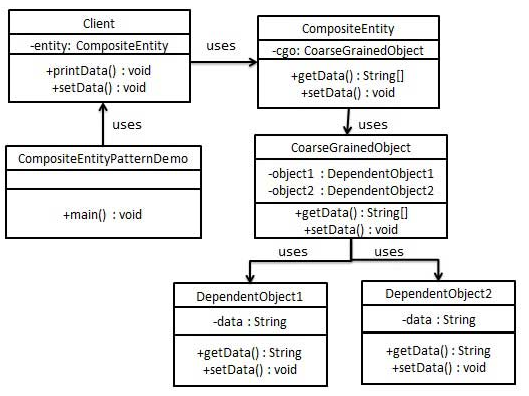 Client
-entity: CompositeEntity
+printData() : void
+setData() : void
uses
CompositeEntity
-cgo: CoarseGrainedObject
+getData() : String[]
+setData() : void
uses
uses
CompositeEntityPatternDemo
+main() : void
CoarseGrainedObject
-object1 : DependentObject1
-object2 : DependentObject2
+getData() : String[]
+setData() : void
uses
uses
DependentObject1
-data : String
+getData() : String
+setData() : void
DependentObject2
-data : String
+getData() : String
+setData() : void